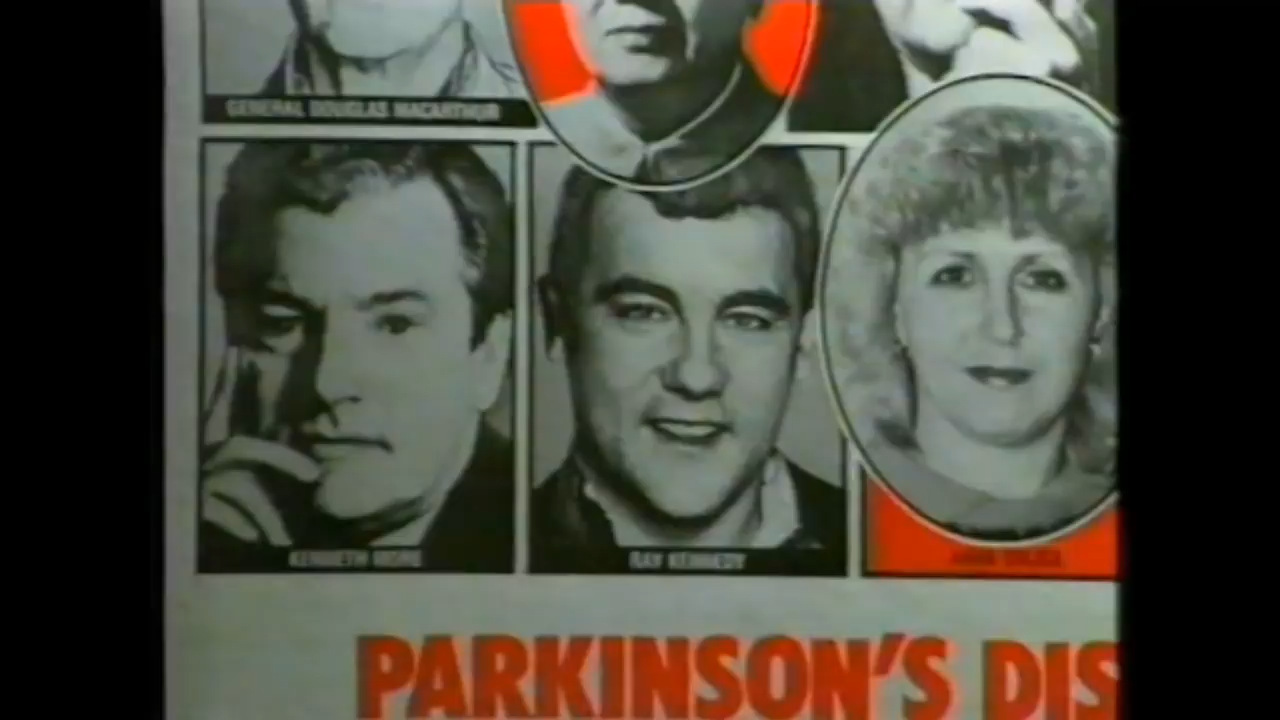 GENERAL DOUGLAS MACARTHUR
KENNETH MORE
RAY KENNEDY
PARKINSON'S DIS